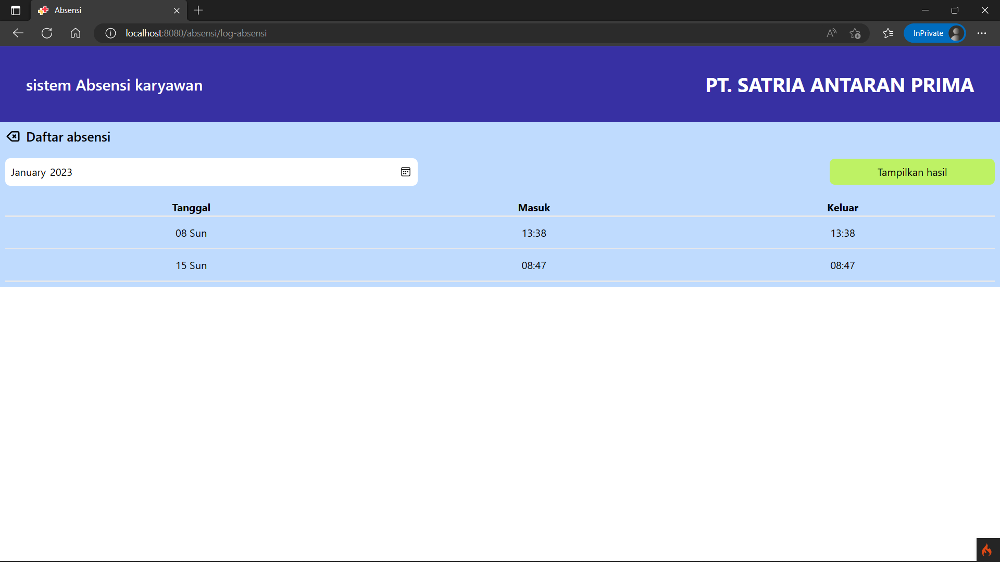 Absensi
localhost:8080/absensi/log-absensi
InPrivate
sistem Absensi karyawan
PT. SATRIA ANTARAN PRIMA
Daftar absensi
January 2023
Tampilkan hasil
Tanggal Masuk Keluar
08 Sun 13:38 13:38
15 Sun 08:47 08:47